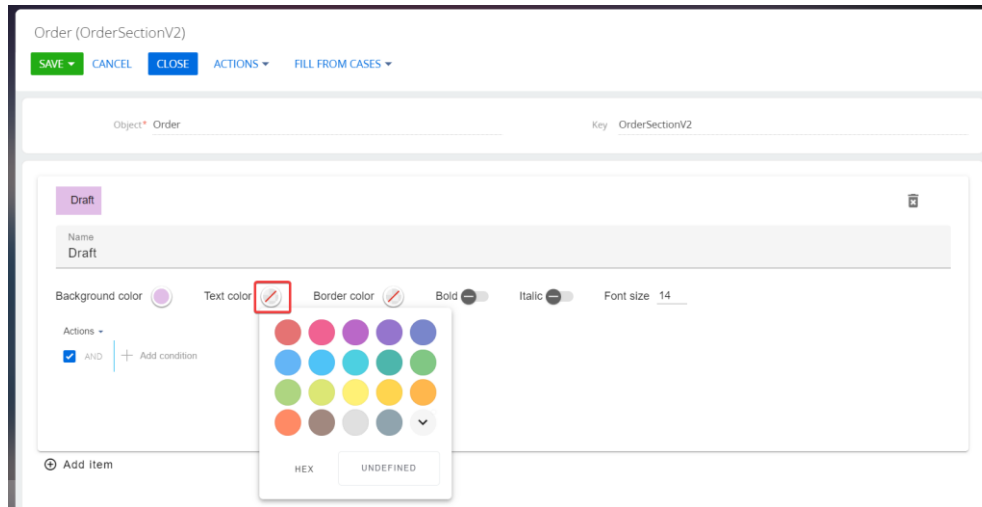 Order (OrderSectionV2)
SAVE CANCEL CLOSE ACTIONS FILL FROM CASES
Object* Order Key OrderSectionV2
Draft
Name
Draft
Background color Text color Border color Bold Italic Font size 14
Actions
AND Add condition
Add item
HEX UNDEFINED